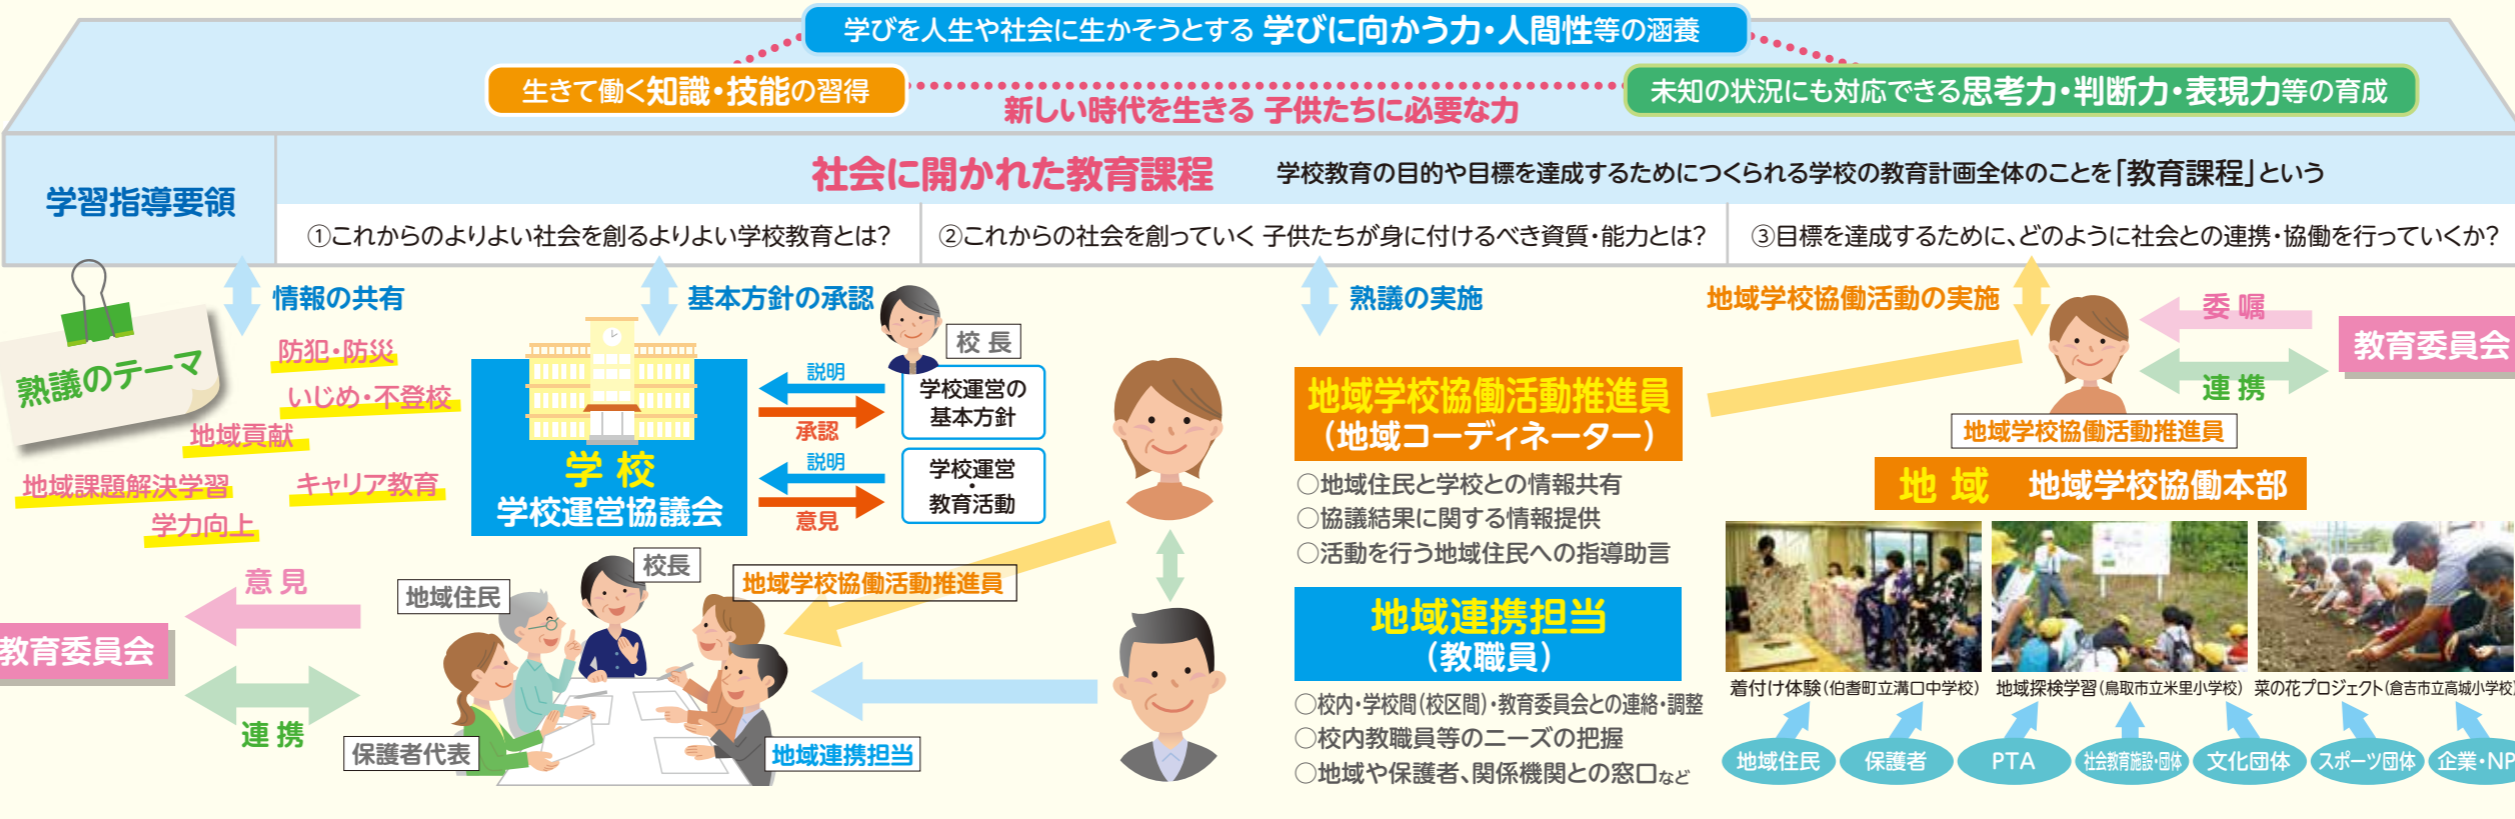 学びを人生や社会に生かそうとする 学びに向かう力・人間性等の涵養
生きて働く知識・技能の習得
未知の状況にも対応できる思考力・判断力・表現力等の育成
新しい時代を生きる 子供たちに必要な力
学習指導要領
社会に開かれた教育課程
学校教育の目的や目標を達成するためにつくられる学校の教育計画全体のことを「教育課程」という
①これからのよりよい社会を創るよりよい学校教育とは?
②これからの社会を創っていく 子供たちが身に付けるべき資質・能力とは?
③目標を達成するために、どのように社会との連携・協働を行っていくか?
情報の共有
基本方針の承認
熟議の実施
地域学校協働活動の実施
熟議のテーマ
防犯・防災
いじめ・不登校
地域貢献
地域課題解決学習
キャリア教育
学力向上
学 校
学校運営協議会
校 長
説明
承認
学校運営の
基本方針
説明
意見
学校運営
・
教育活動
意 見
教育委員会
連 携
地域住民
校長
地域学校協働活動推進員
保護者代表
地域連携担当
地域学校協働活動推進員
(地域コーディネーター)
○地域住民と学校との情報共有
○協議結果に関する情報提供
○活動を行う地域住民への指導助言
地域連携担当
(教職員)
○校内・学校間(校区間)・教育委員会との連絡・調整
○校内教職員等のニーズの把握
○地域や保護者、関係機関との窓口など
委 嘱
教育委員会
連 携
地域学校協働活動推進員
地 域 地域学校協働本部
着付け体験(伯耆町立溝口中学校)
地域探検学習(鳥取市立米里小学校)
菜の花プロジェクト(倉吉市立高城小学校)
地域住民
保護者
PTA
社会教育施設・団体
文化団体
スポーツ団体
企業・NP